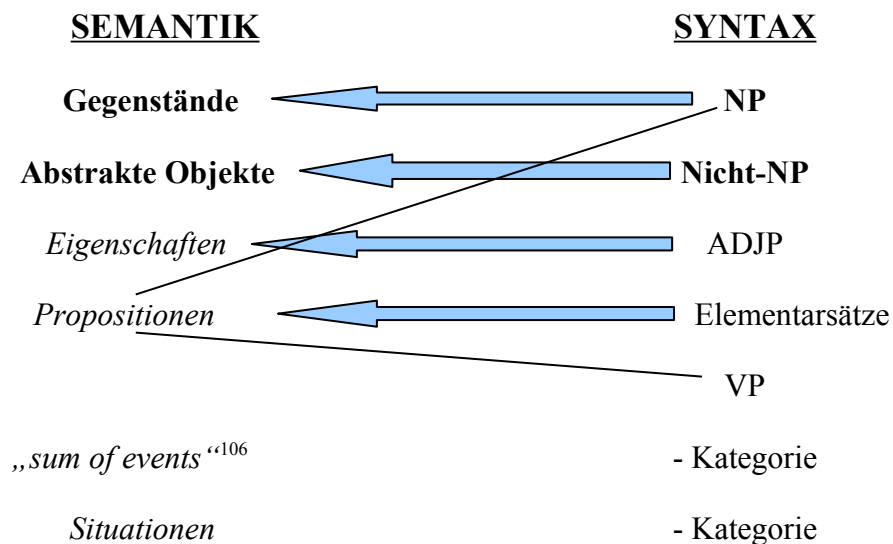 SEMANTIK SYNTAX
Gegenstände NP
Abstrakte Objekte Nicht-NP
Eigenschaften ADJP
Propositionen Elementarsätze
VP
„sum of events“106 - Kategorie
Situationen - Kategorie